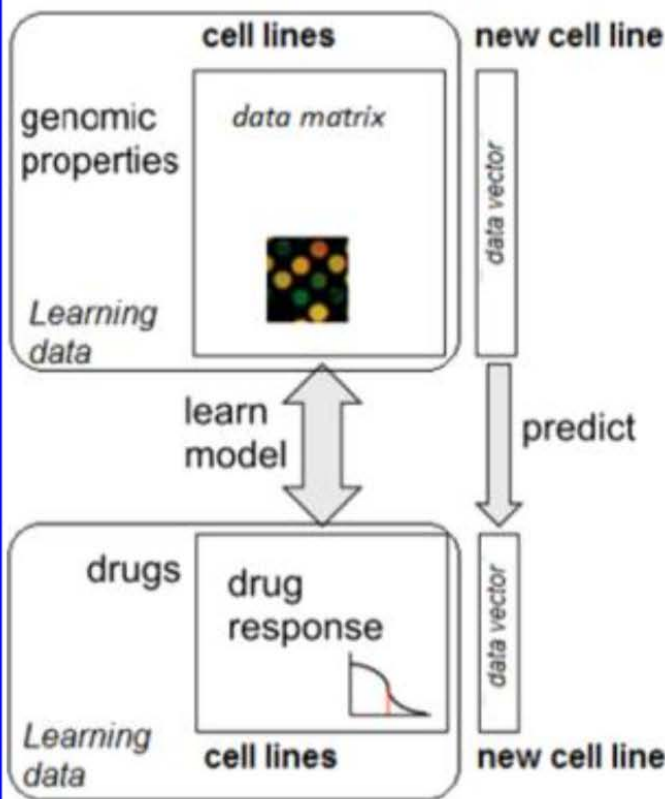 cell lines
new cell line
genomic
properties
data matrix
data vector
Learning
data
learn
model
predict
drugs
drug
response
data vector
Learning
data
cell lines
new cell line